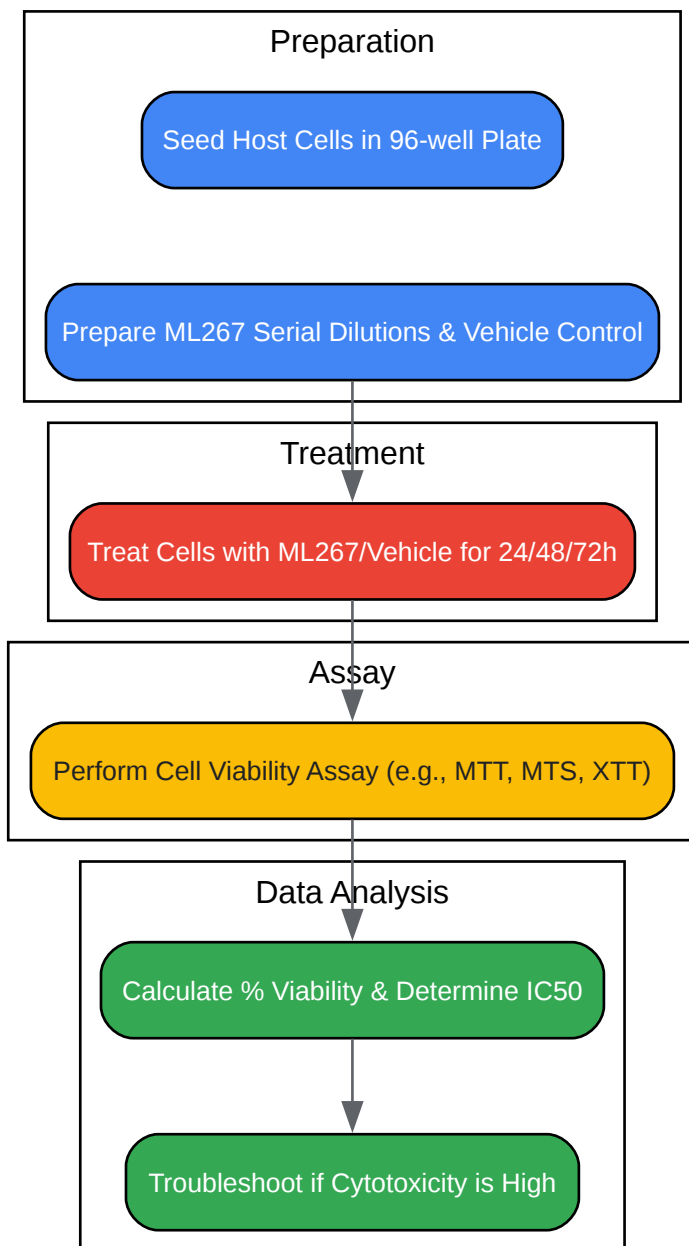 Preparation
Seed Host Cells in 96-well Plate
Prepare ML267 Serial Dilutions & Vehicle Control
Treatment
Treat Cells with ML267/Vehicle for 24/48/72h
Assay
Perform Cell Viability Assay (e.g., MTT, MTS, XTT)
Data Analysis
Calculate % Viability & Determine IC50
Troubleshoot if Cytotoxicity is High